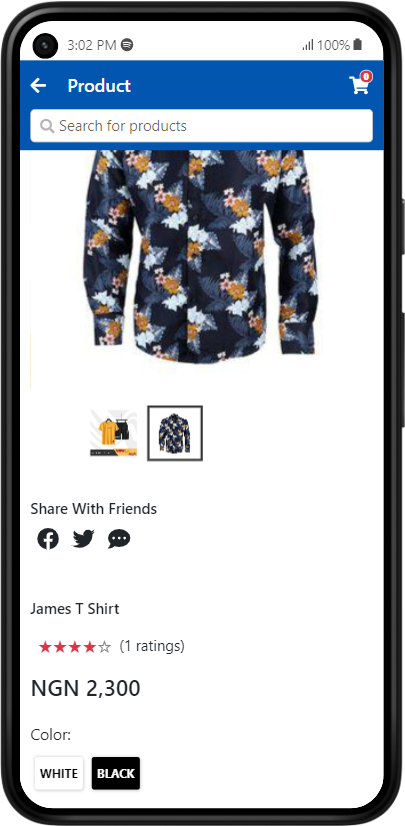 3:02 PM
100%
Product
0
Search for products
Share With Friends
James T Shirt
(1 ratings)
NGN 2,300
Color:
WHITE
BLACK